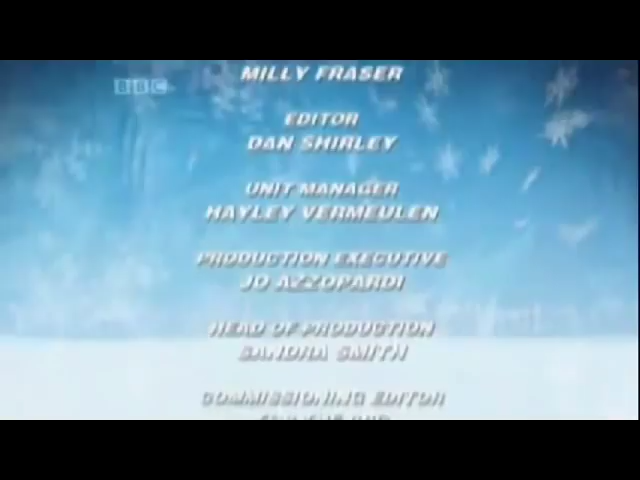 BBC
MILLY FRASER
EDITOR
DAN SHIRLEY
UNIT MANAGER
HAYLEY VERMEULEN
PRODUCTION EXECUTIVE
JO AZZOPARDI
HEAD OF PRODUCTION
SANDRA SMITH
COMMISSIONING EDITOR